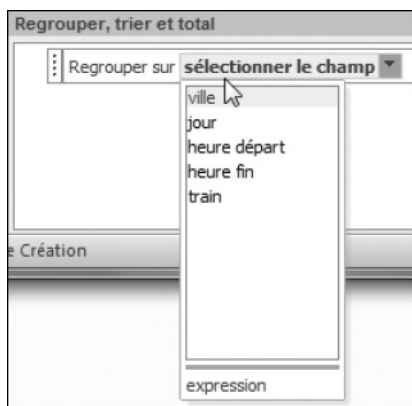 Regrouper, trier et total
Regrouper sur sélectionner le champ
ville
jour
heure départ
heure fin
train
e Création
expression